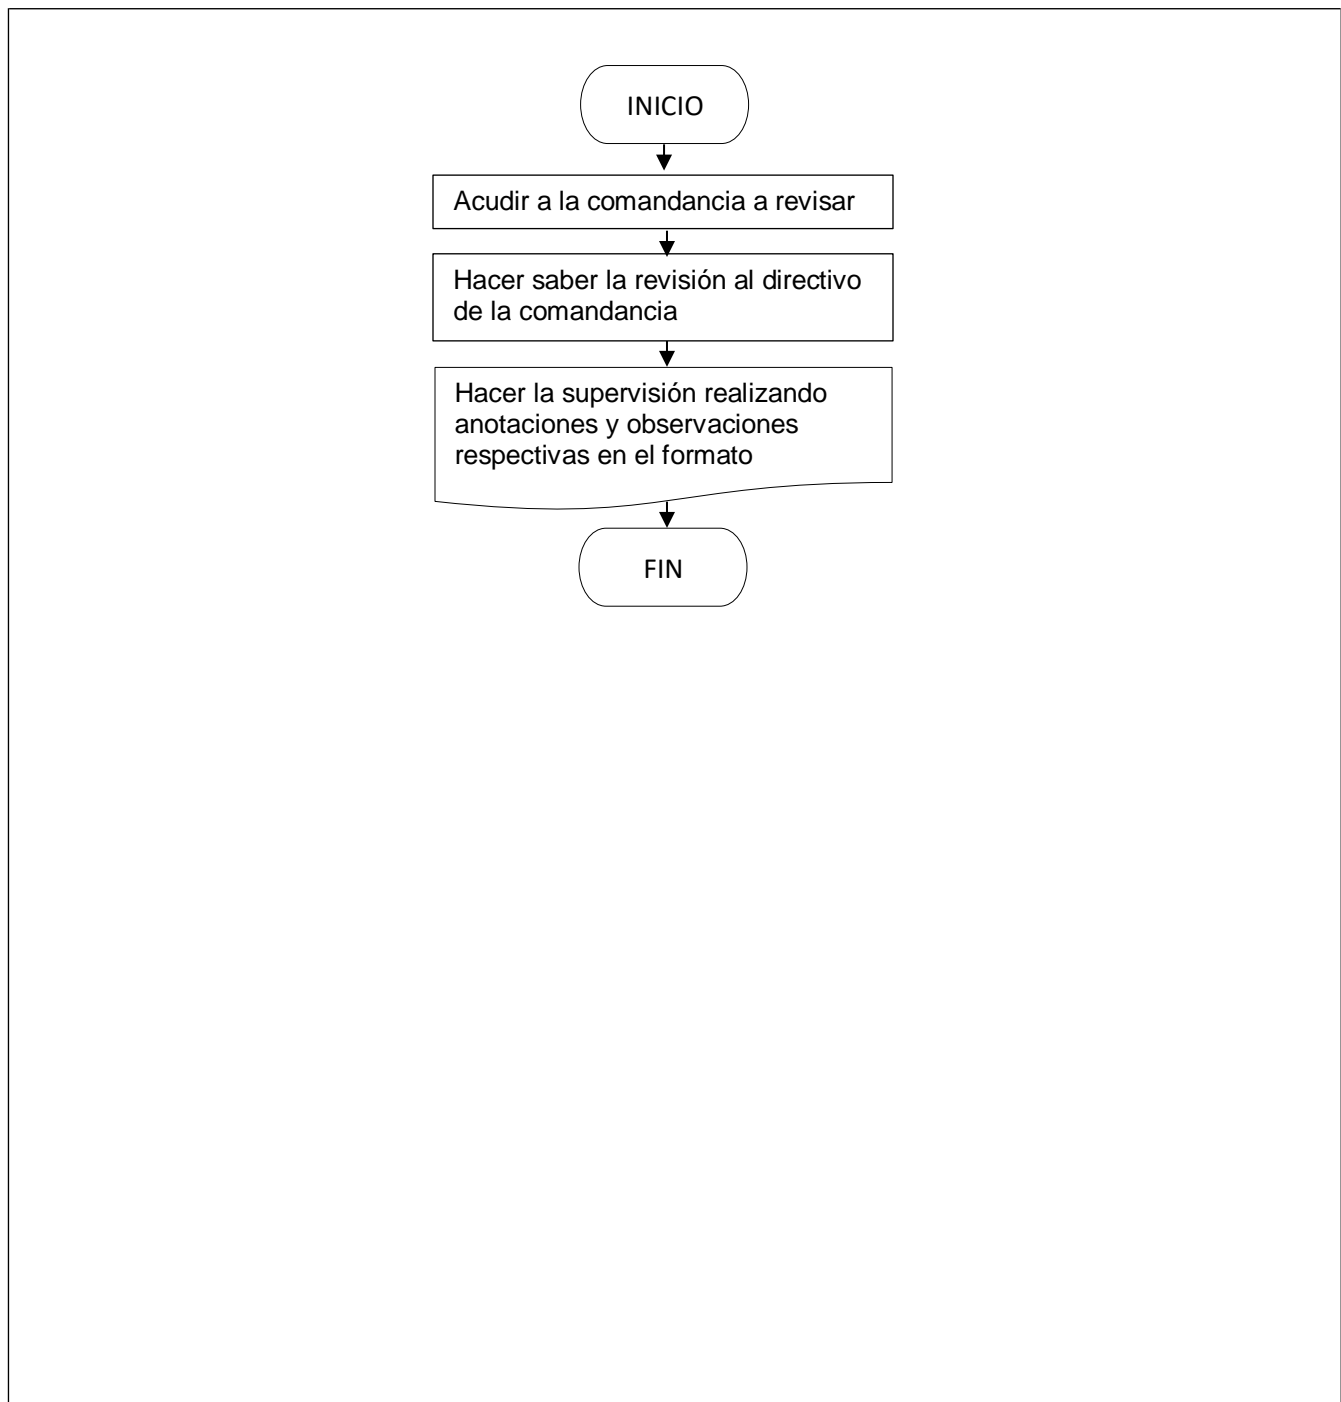 INICIO
Acudir a la comandancia a revisar
Hacer saber la revisión al directivo
de la comandancia
Hacer la supervisión realizando
anotaciones y observaciones
respectivas en el formato
FIN